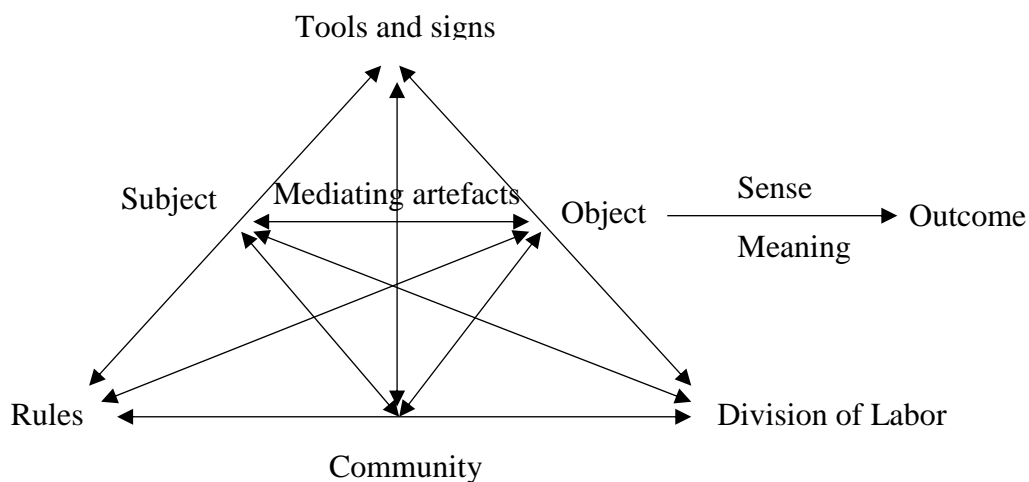 Tools and signs
Subject
Mediating artefacts
Object
Sense
Meaning
Outcome
Rules
Division of Labor
Community